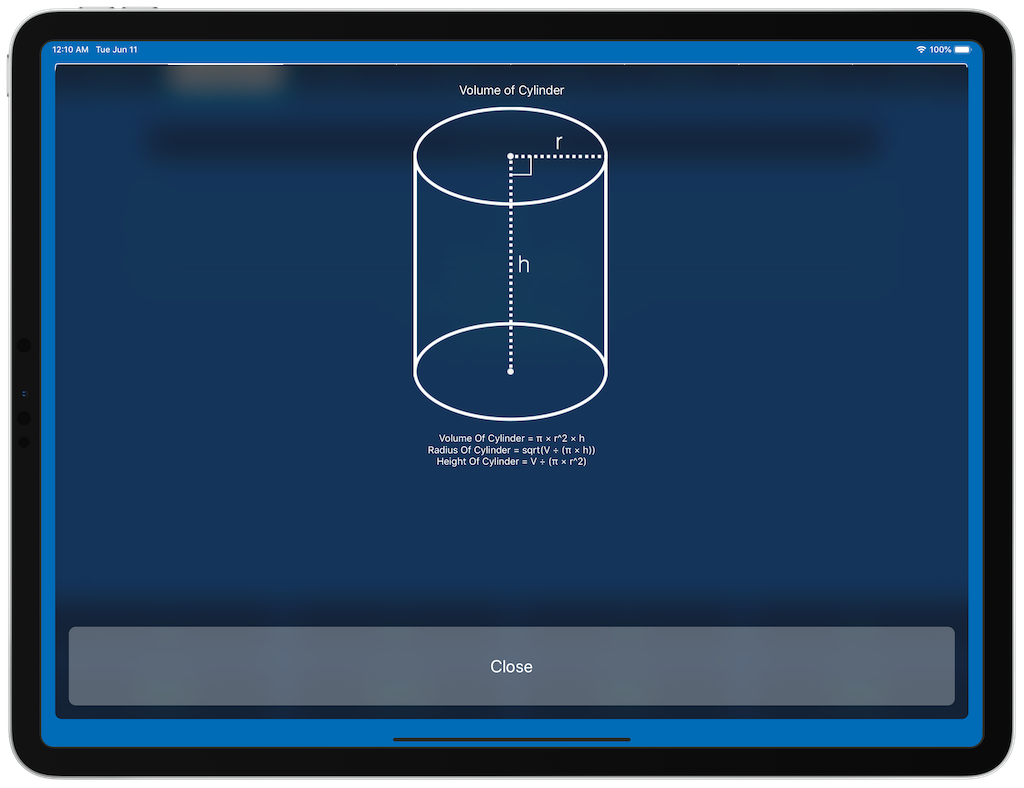 12:10 AM Tue Jun 11
100%
Volume of Cylinder
r
h
Volume Of Cylinder = π × r^2 × h
Radius Of Cylinder = sqrt(V ÷ (π × h))
Height Of Cylinder = V ÷ (π × r^2)
Close